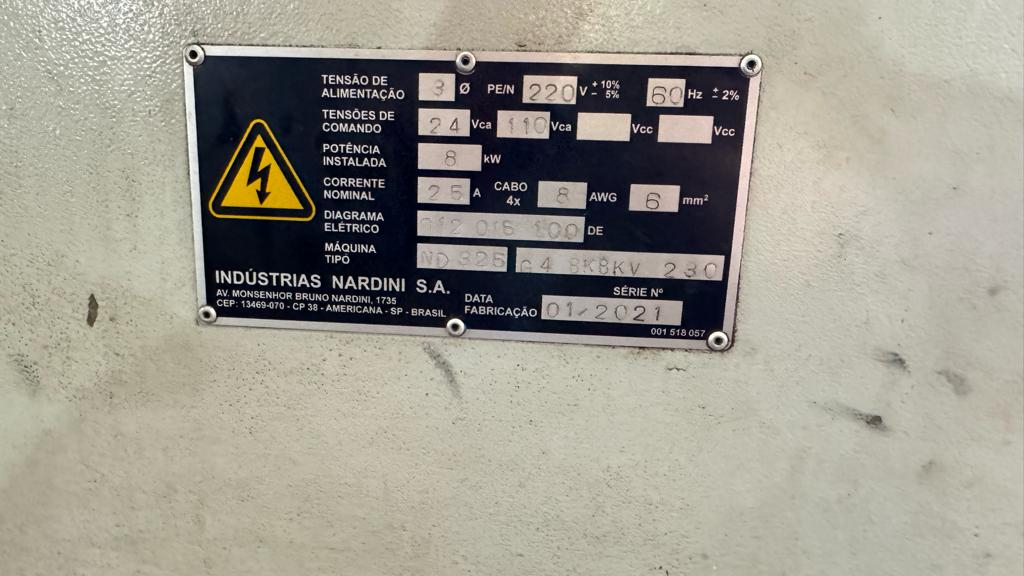 TENSÃO DE ALIMENTAÇÃO 3 Ø PE/N 220 V + 10% - 5% 60 Hz ± 2%
TENSÕES DE COMANDO 24 Vca 110 Vca Vcc Vcc
POTÊNCIA INSTALADA 8 kW
CORRENTE NOMINAL 25 A CABO 4x 8 AWG 6 mm²
DIAGRAMA ELÉTRICO 100 DE
MÁQUINA TIPO ND 325 G4 230
INDÚSTRIAS NARDINI S.A.
SÉRIE Nº
AV. MONSENHOR BRUNO NARDINI, 1735
CEP: 13469-070 - CP 38 - AMERICANA - SP - BRASIL
DATA FABRICAÇÃO 01/2021
001 518 057